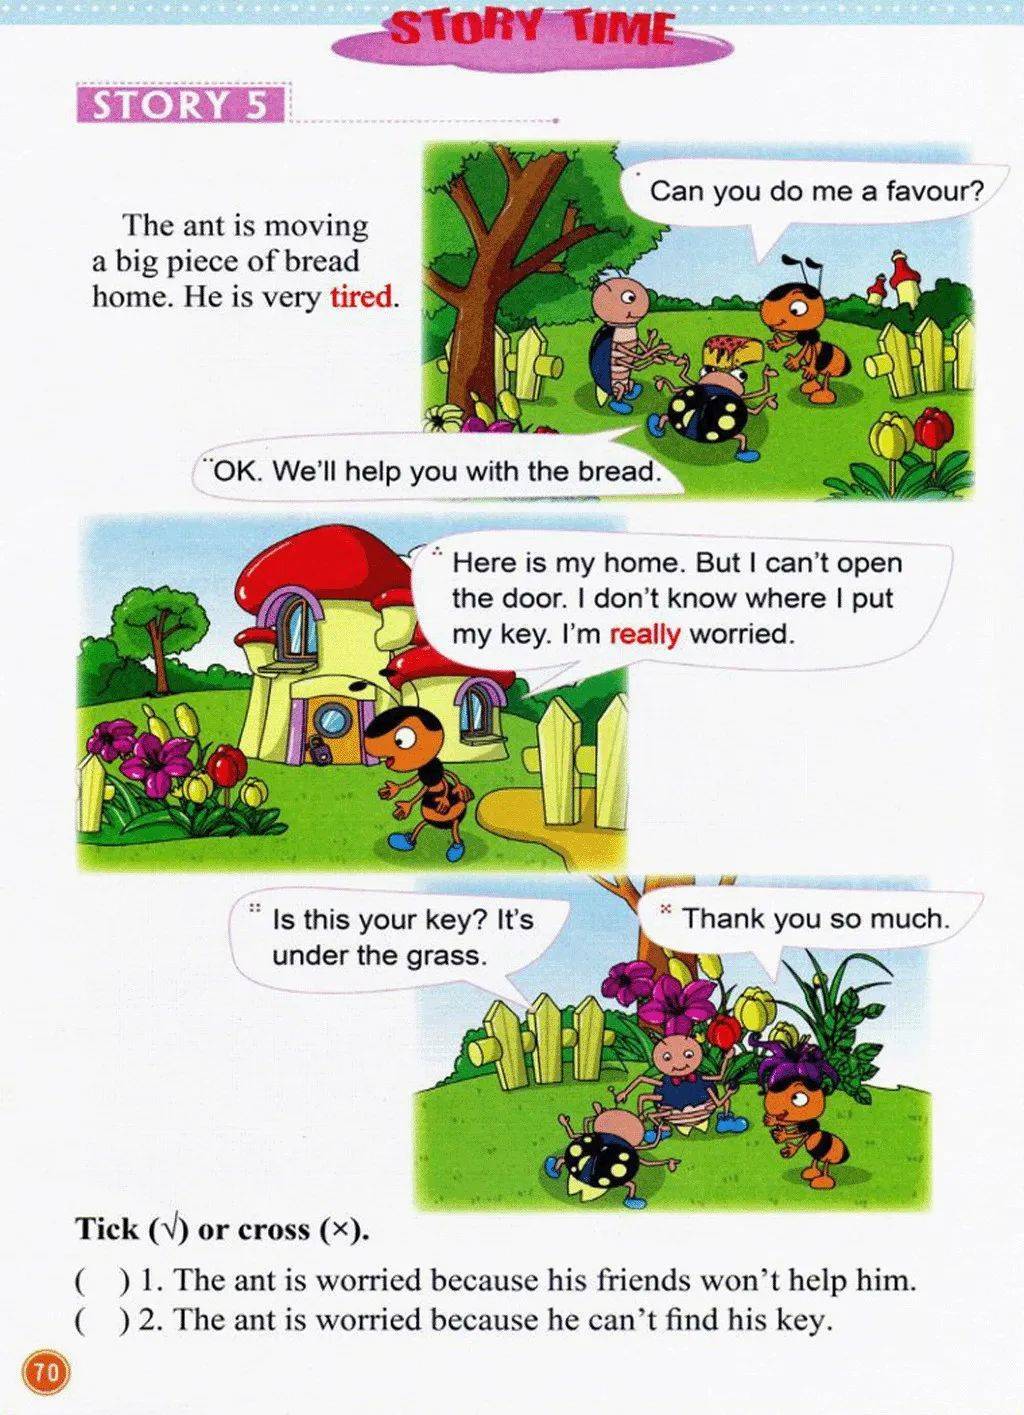 STORY TIME
STORY 5
The ant is moving
a big piece of bread
home. He is very tired.
Can you do me a favour?
OK. We'll help you with the bread.
Here is my home. But I can't open
the door. I don't know where I put
my key. I'm really worried.
Is this your key? It's
under the grass.
Thank you so much.
Tick (√) or cross (×).
(   ) 1. The ant is worried because his friends won't help him.
(   ) 2. The ant is worried because he can't find his key.
70